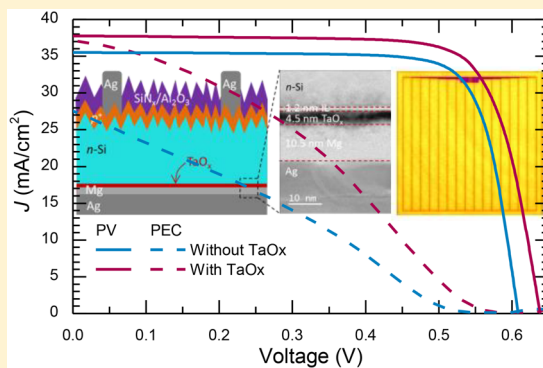 40
35
30
25
20
15
10
5
0
J (mA/cm²)
Ag
Ag
SiNₓ/Al₂O₃
p⁺
n-Si
TaOₓ
Mg
Ag
n-Si
1.2 nm IL
4.5 nm TaOₓ
10.5 nm Mg
Ag
10 nm
PV PEC
Without TaOx
With TaOx
0.0 0.1 0.2 0.3 0.4 0.5 0.6
Voltage (V)